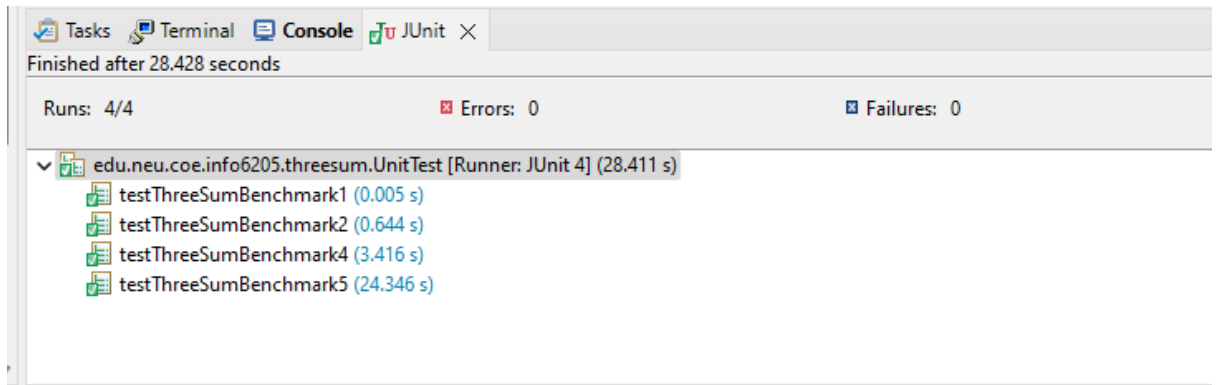 Tasks Terminal Console JUnit
Finished after 28.428 seconds
Runs: 4/4 Errors: 0 Failures: 0
edu.neu.coe.info6205.threesum.UnitTest [Runner: JUnit 4] (28.411 s)
testThreeSumBenchmark1 (0.005 s)
testThreeSumBenchmark2 (0.644 s)
testThreeSumBenchmark4 (3.416 s)
testThreeSumBenchmark5 (24.346 s)